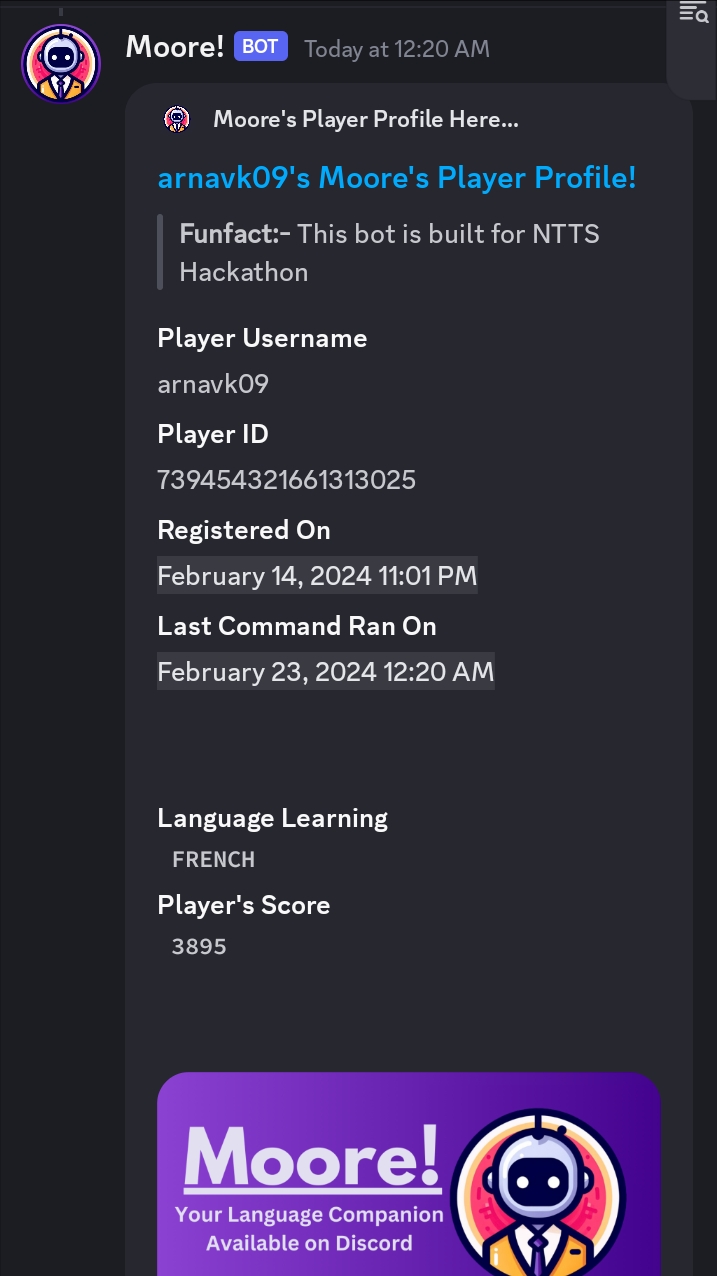 Moore! BOT Today at 12:20 AM
Moore's Player Profile Here...
arnavk09's Moore's Player Profile!
Funfact:- This bot is built for NTTS
Hackathon
Player Username
arnavk09
Player ID
739454321661313025
Registered On
February 14, 2024 11:01 PM
Last Command Ran On
February 23, 2024 12:20 AM
Language Learning
FRENCH
Player's Score
3895
Moore!
Your Language Companion
Available on Discord